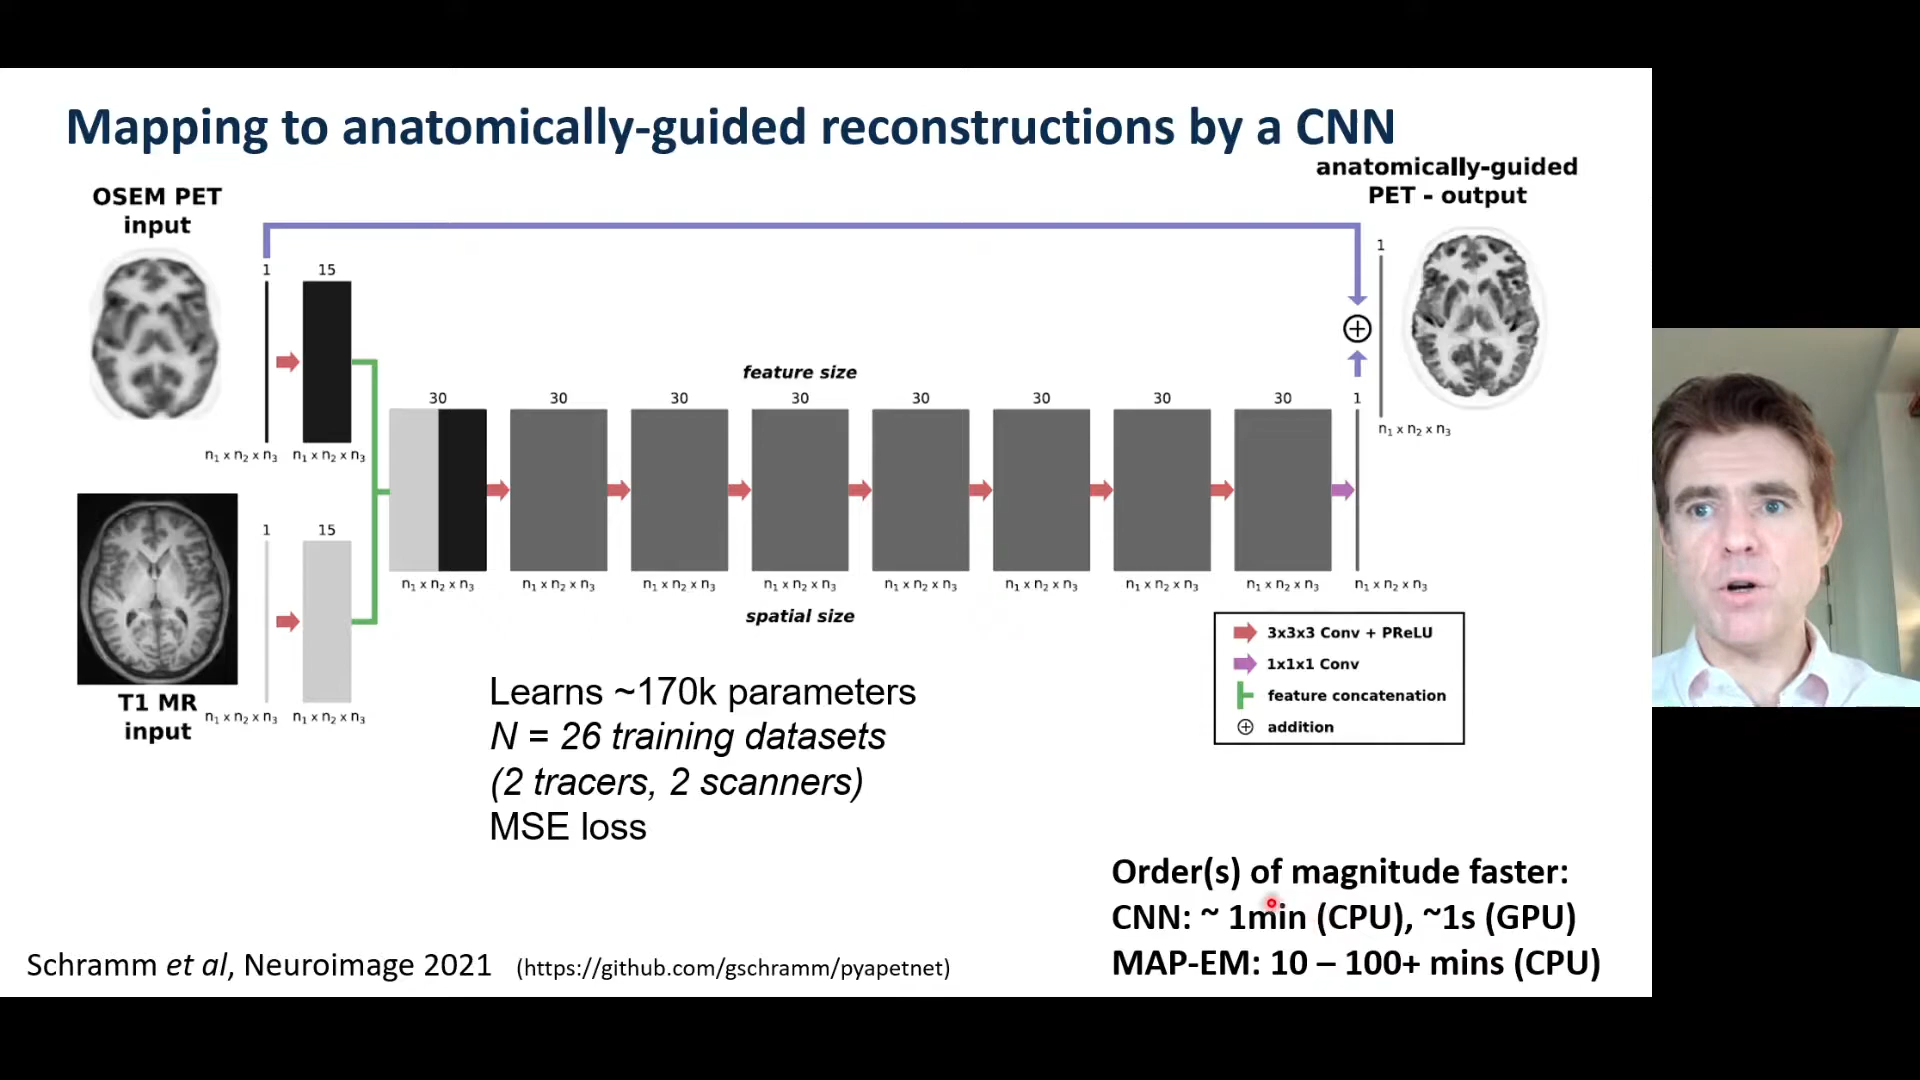 Mapping to anatomically-guided reconstructions by a CNN
OSEM PET
input
anatomically-guided
PET - output
1
15
1
n₁ x n₂ x n₃
n₁ x n₂ x n₃
n₁ x n₂ x n₃
feature size
30
30
30
30
30
30
30
30
1
n₁ x n₂ x n₃
n₁ x n₂ x n₃
n₁ x n₂ x n₃
n₁ x n₂ x n₃
n₁ x n₂ x n₃
n₁ x n₂ x n₃
n₁ x n₂ x n₃
n₁ x n₂ x n₃
n₁ x n₂ x n₃
spatial size
1
15
T1 MR
input
n₁ x n₂ x n₃
n₁ x n₂ x n₃
3x3x3 Conv + PReLU
1x1x1 Conv
feature concatenation
addition
Learns ~170k parameters
N = 26 training datasets
(2 tracers, 2 scanners)
MSE loss
Order(s) of magnitude faster:
CNN: ~ 1min (CPU), ~1s (GPU)
MAP-EM: 10 – 100+ mins (CPU)
Schramm et al, Neuroimage 2021 (https://github.com/gschramm/pyapetnet)